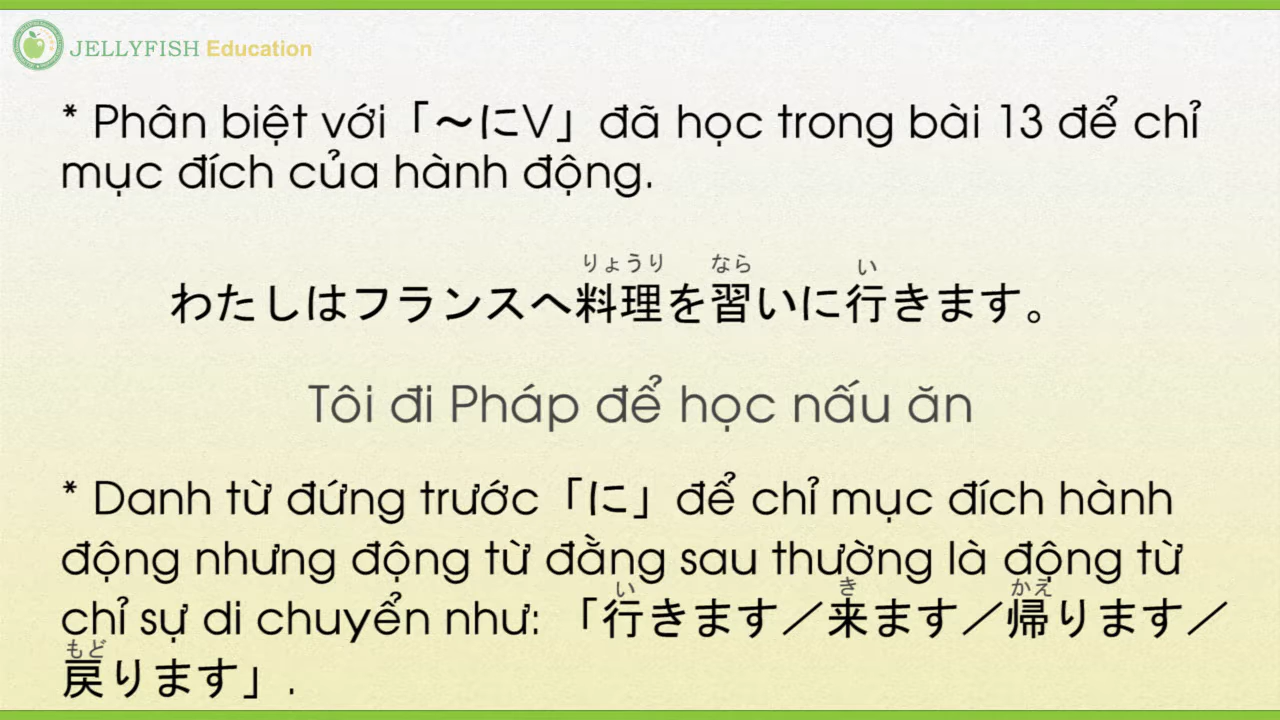 JELLYFISH Education
* Phân biệt với「～にV」đã học trong bài 13 để chỉ
mục đích của hành động.
りょうり なら い
わたしはフランスへ料理を習いに行きます。
Tôi đi Pháp để học nấu ăn
* Danh từ đứng trước「に」để chỉ mục đích hành
động nhưng động từ đằng sau thường là động từ
い き かえ
chỉ sự di chuyển như: 「行きます／来ます／帰ります／
もど
戻ります」.